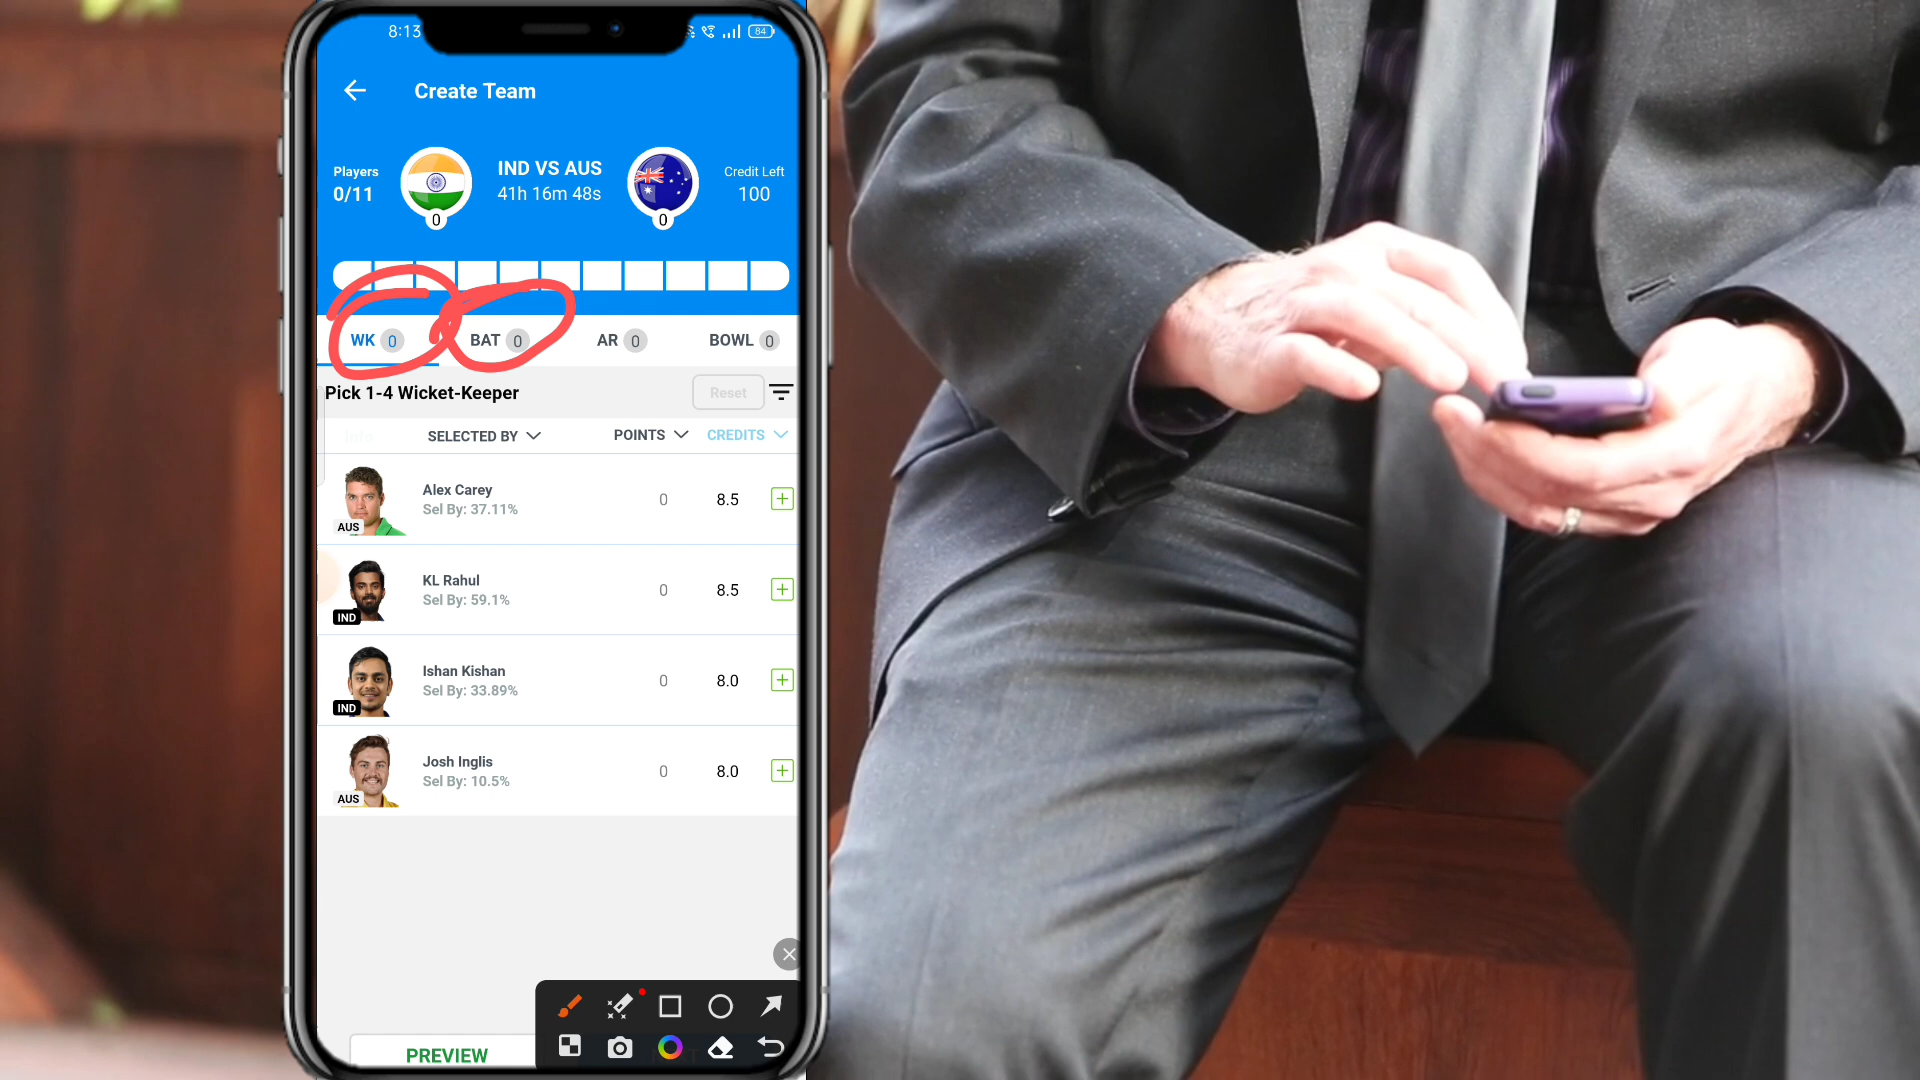 8:13
84
Create Team
Players
0/11
IND VS AUS
41h 16m 48s
Credit Left
100
0
0
WK 0
BAT 0
AR 0
BOWL 0
Pick 1-4 Wicket-Keeper
Reset
Info
SELECTED BY
POINTS
CREDITS
Alex Carey
Sel By: 37.11%
0
8.5
AUS
KL Rahul
Sel By: 59.1%
0
8.5
IND
Ishan Kishan
Sel By: 33.89%
0
8.0
IND
Josh Inglis
Sel By: 10.5%
0
8.0
AUS
PREVIEW